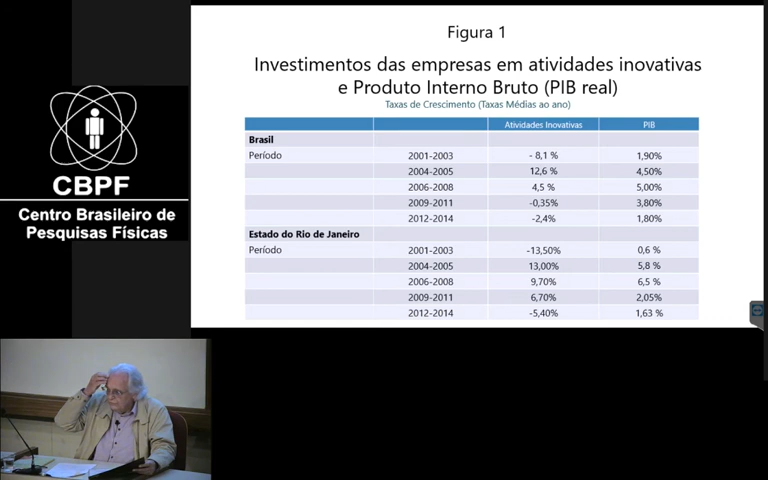 Figura 1
Investimentos das empresas em atividades inovativas
e Produto Interno Bruto (PIB real)
Taxas de Crescimento (Taxas Médias ao ano)
Atividades Inovativas PIB
Brasil
Período 2001-2003 - 8,1 % 1,90%
2004-2005 12,6 % 4,50%
2006-2008 4,5 % 5,00%
2009-2011 -0,35% 3,80%
2012-2014 -2,4% 1,80%
Estado do Rio de Janeiro
Período 2001-2003 -13,50% 0,6 %
2004-2005 13,00% 5,8 %
2006-2008 9,70% 6,5 %
2009-2011 6,70% 2,05%
2012-2014 -5,40% 1,63 %
CBPF
Centro Brasileiro de
Pesquisas Físicas